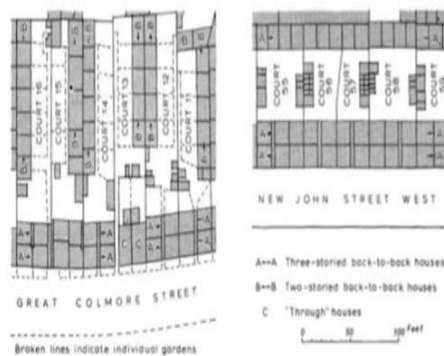 B B B B B B
COURT 16
COURT 15
COURT 14
COURT 13
COURT 12
COURT 11
B B B B B
A A A A A
A A C C A A
GREAT COLMORE STREET
Broken lines indicate individual gardens
A A
COURT 55
COURT 56
COURT 57
COURT 58
COURT 59
A A
NEW JOHN STREET WEST
A—A Three-storied back-to-back houses
B—B Two-storied back-to-back houses
C "Through" houses
0 50 100 Feet